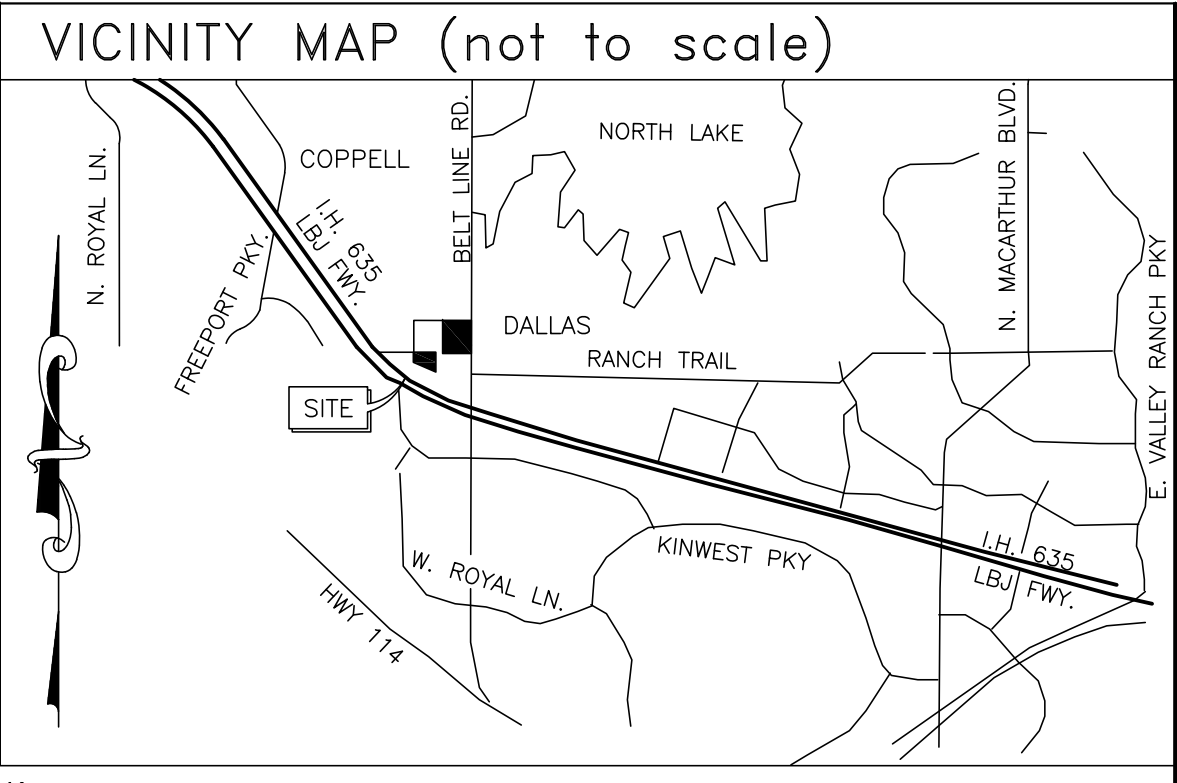 VICINITY MAP (not to scale)
N. ROYAL LN.
COPPELL
BELT LINE RD.
NORTH LAKE
N. MACARTHUR BLVD.
I.H. 635
LBJ FWY.
FREEPORT PKY.
E. VALLEY RANCH PKY
DALLAS
RANCH TRAIL
SITE
KINWEST PKY
I.H. 635
LBJ FWY.
W. ROYAL LN.
HWY 114